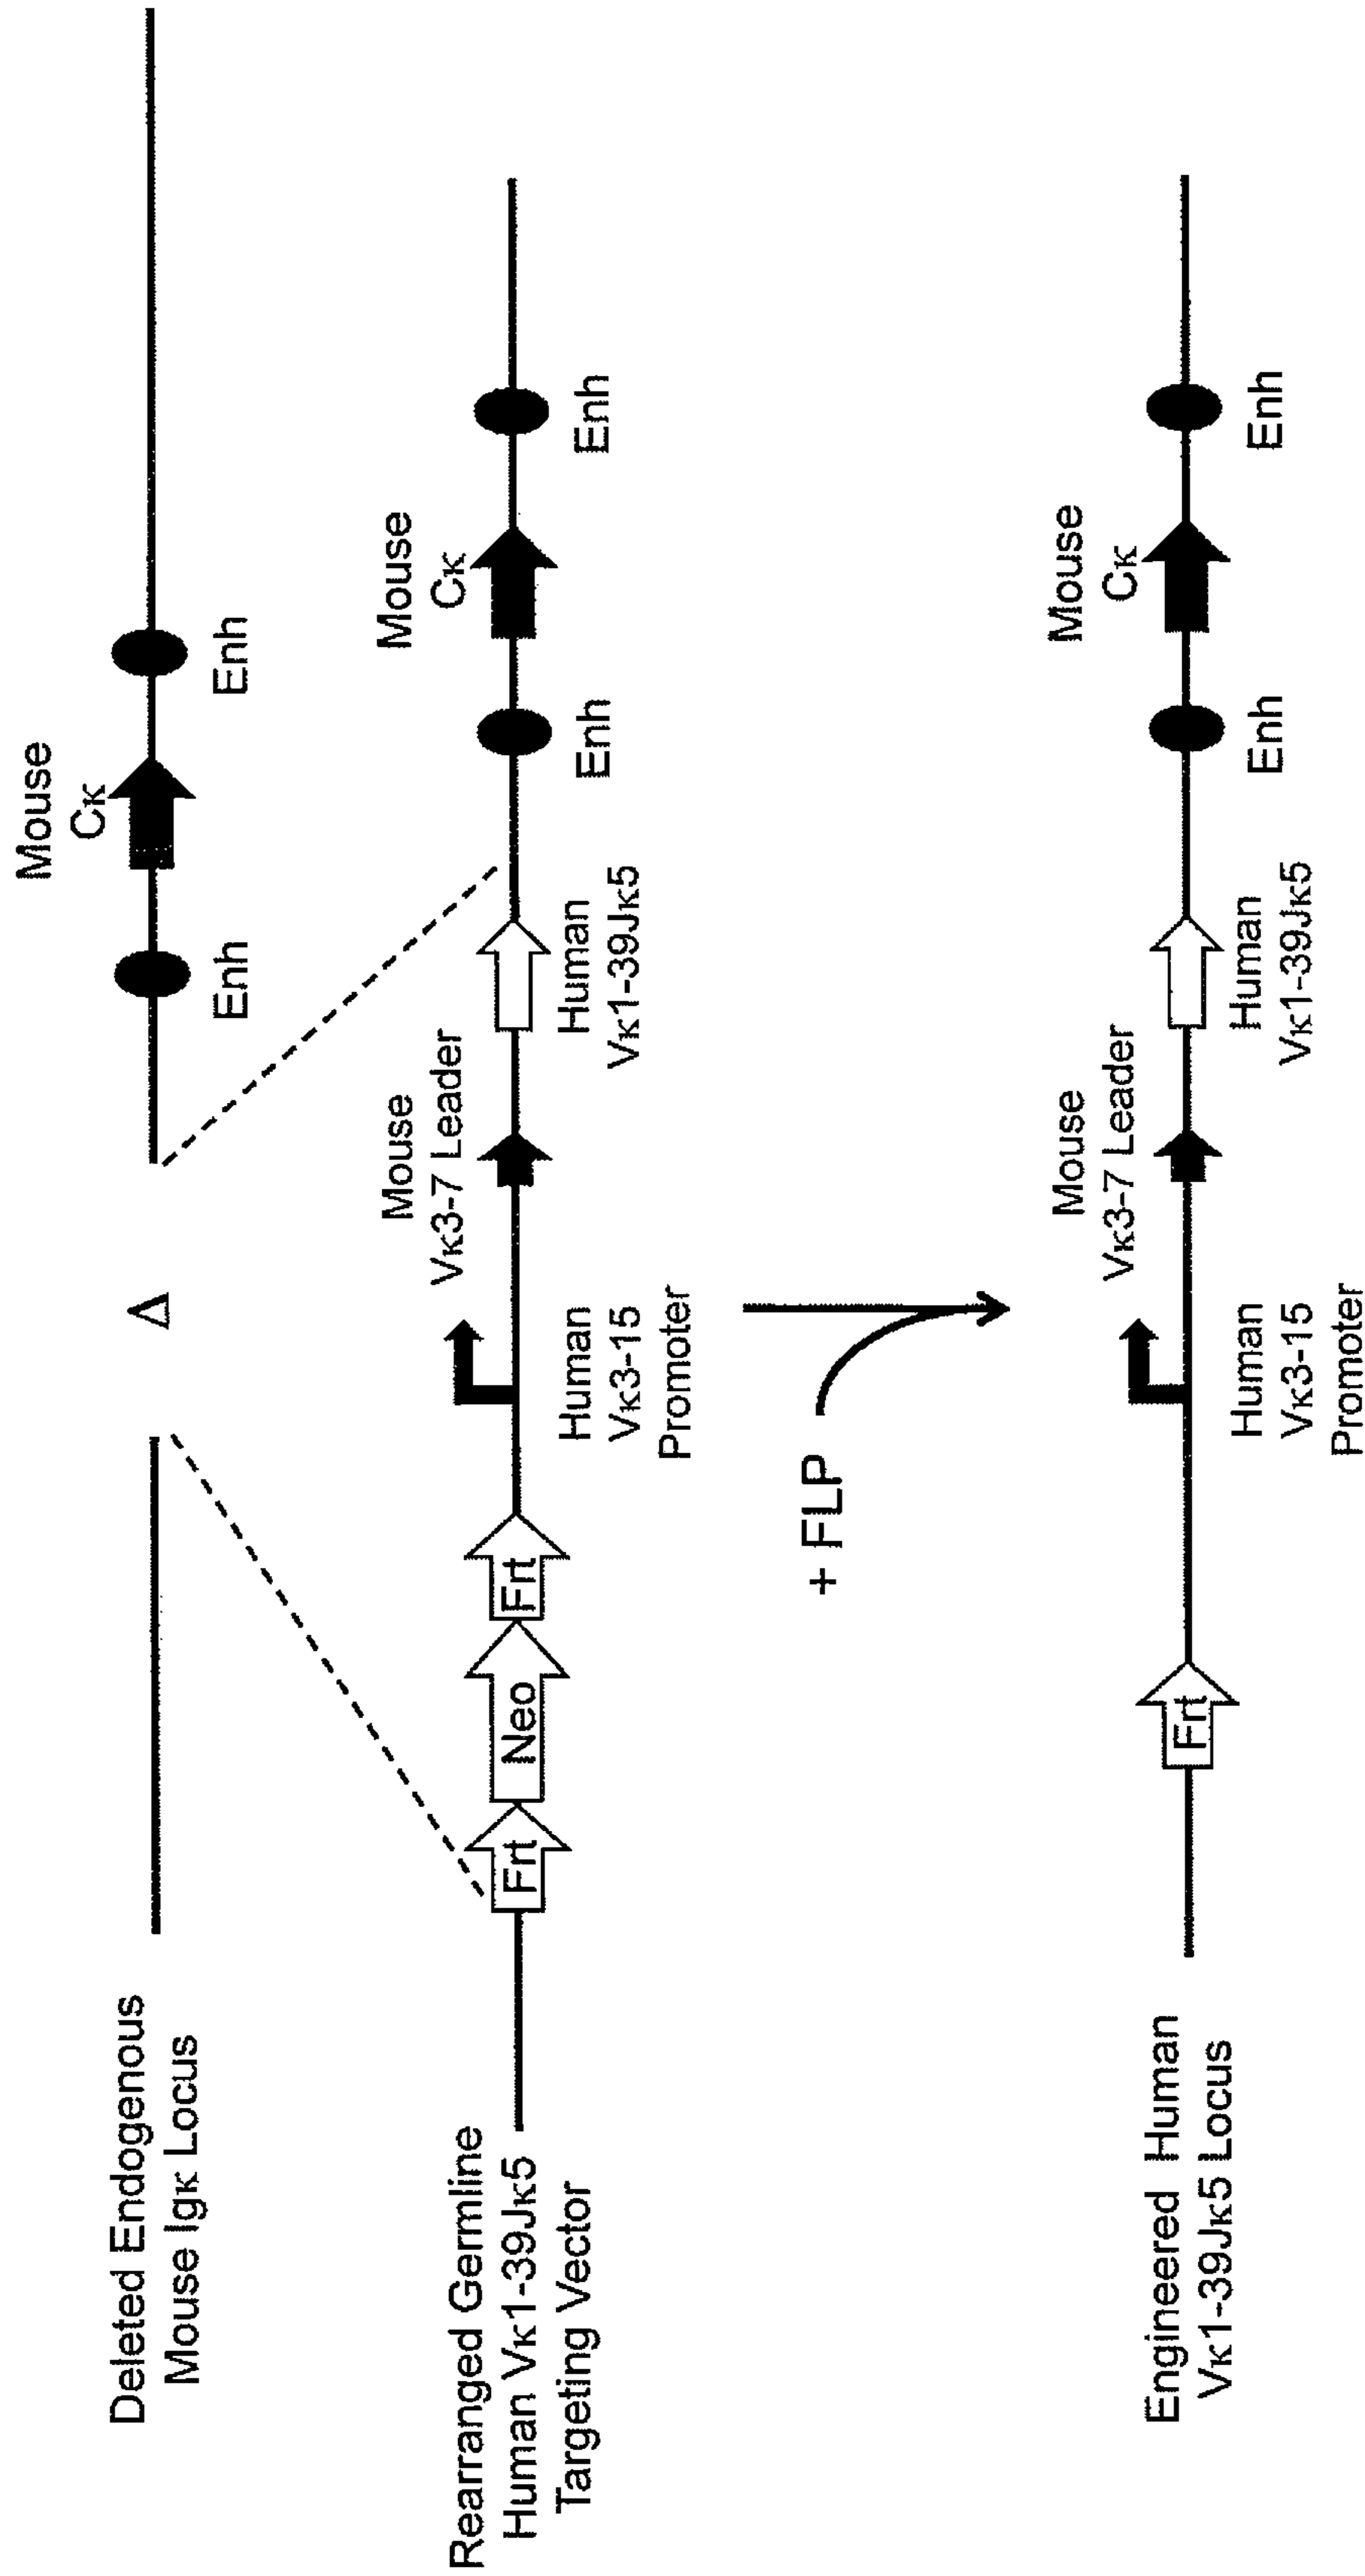 Deleted Endogenous
Mouse Igκ Locus
Δ
Mouse
Cκ
Enh
Enh
Rearranged Germline
Human Vκ1-39Jκ5
Targeting Vector
Frt
Neo
Frt
Human
Vκ3-15
Promoter
Mouse
Vκ3-7 Leader
Human
Vκ1-39Jκ5
Enh
Mouse
Cκ
Enh
+ FLP
Engineered Human
Vκ1-39Jκ5 Locus
Frt
Human
Vκ3-15
Promoter
Mouse
Vκ3-7 Leader
Human
Vκ1-39Jκ5
Enh
Mouse
Cκ
Enh